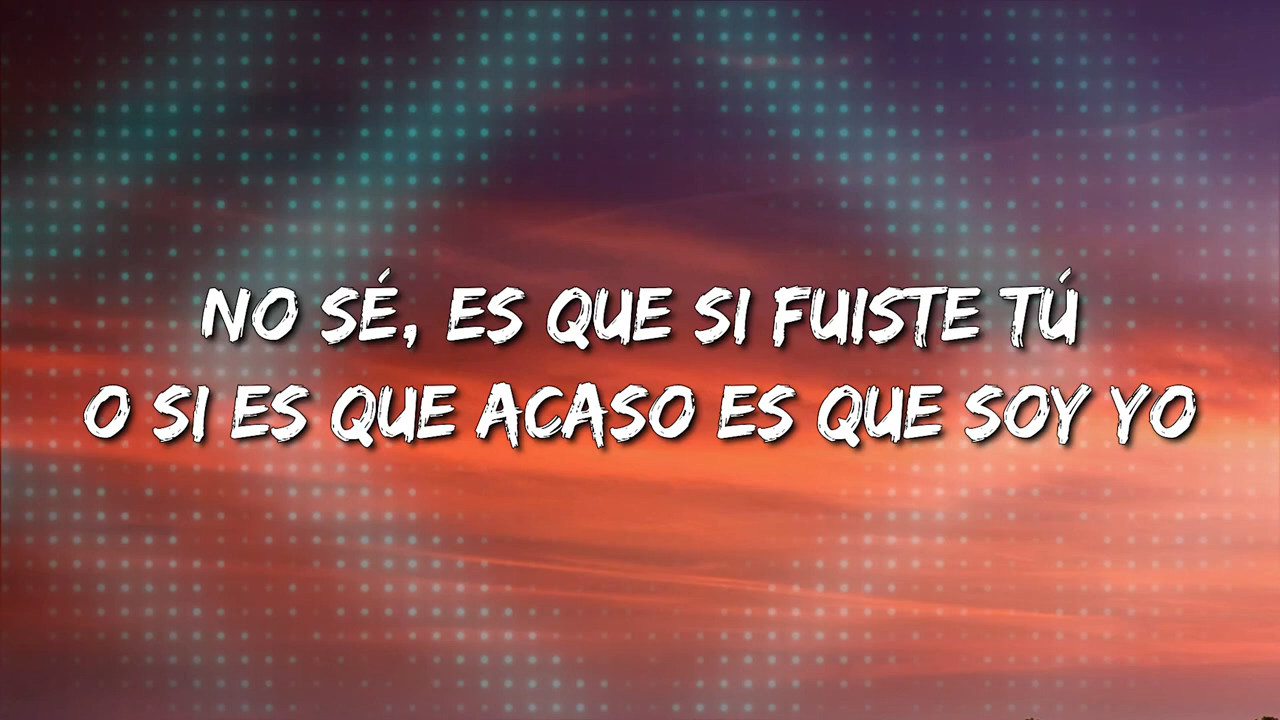 NO SÉ, ES QUE SI FUISTE TÚ
O SI ES QUE ACASO ES QUE SOY YO